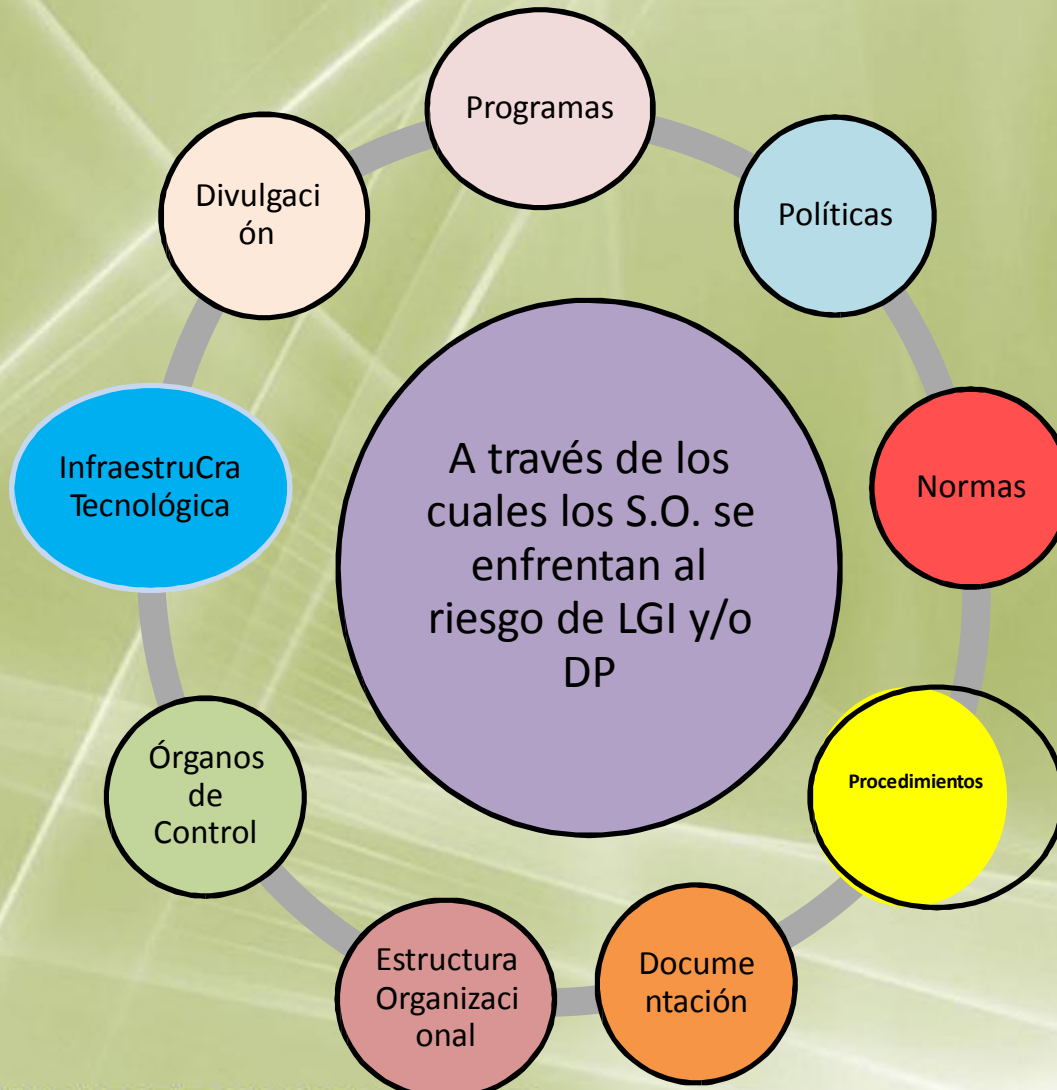 Programas
Políticas
Normas
Procedimientos
Docume
ntación
Estructura
Organizaci
onal
Órganos
de
Control
InfraestruCra
Tecnológica
Divulgaci
ón
A través de los
cuales los S.O. se
enfrentan al
riesgo de LGI y/o
DP